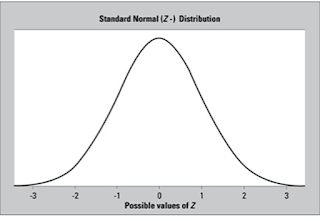 Standard Normal (Z-) Distribution
-3 -2 -1 0 1 2 3
Possible values of Z